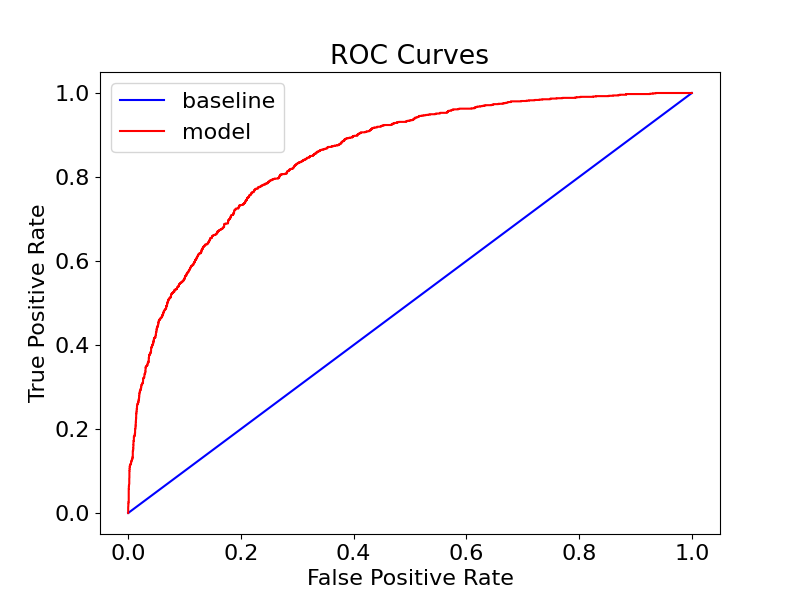 ROC Curves
baseline
model
True Positive Rate
1.0
0.8
0.6
0.4
0.2
0.0
0.0 0.2 0.4 0.6 0.8 1.0
False Positive Rate